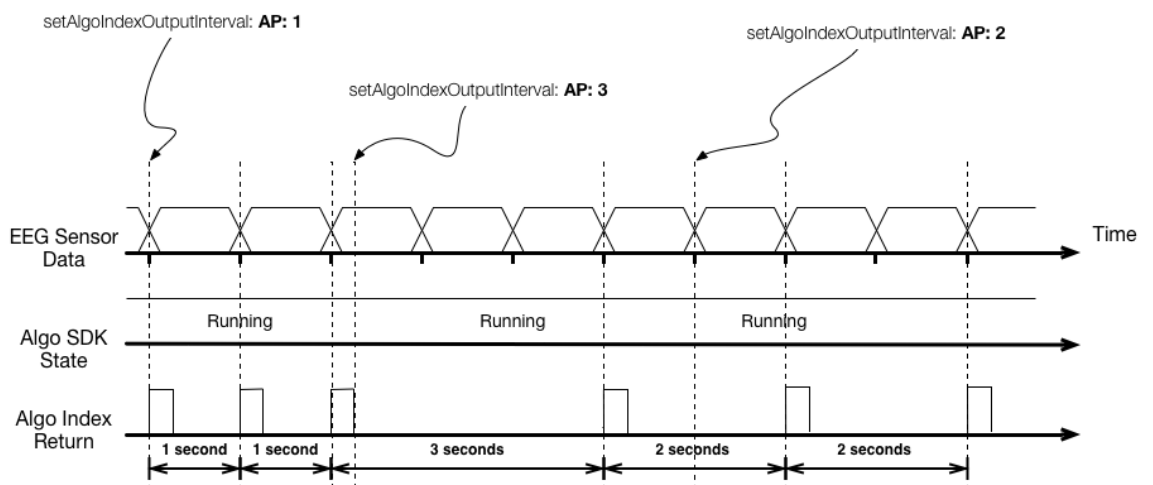 setAlgoIndexOutputInterval: AP: 1
setAlgoIndexOutputInterval: AP: 2
setAlgoIndexOutputInterval: AP: 3
EEG Sensor
Data
Time
Running
Running
Running
Algo SDK
State
Algo Index
Return
1 second
1 second
3 seconds
2 seconds
2 seconds